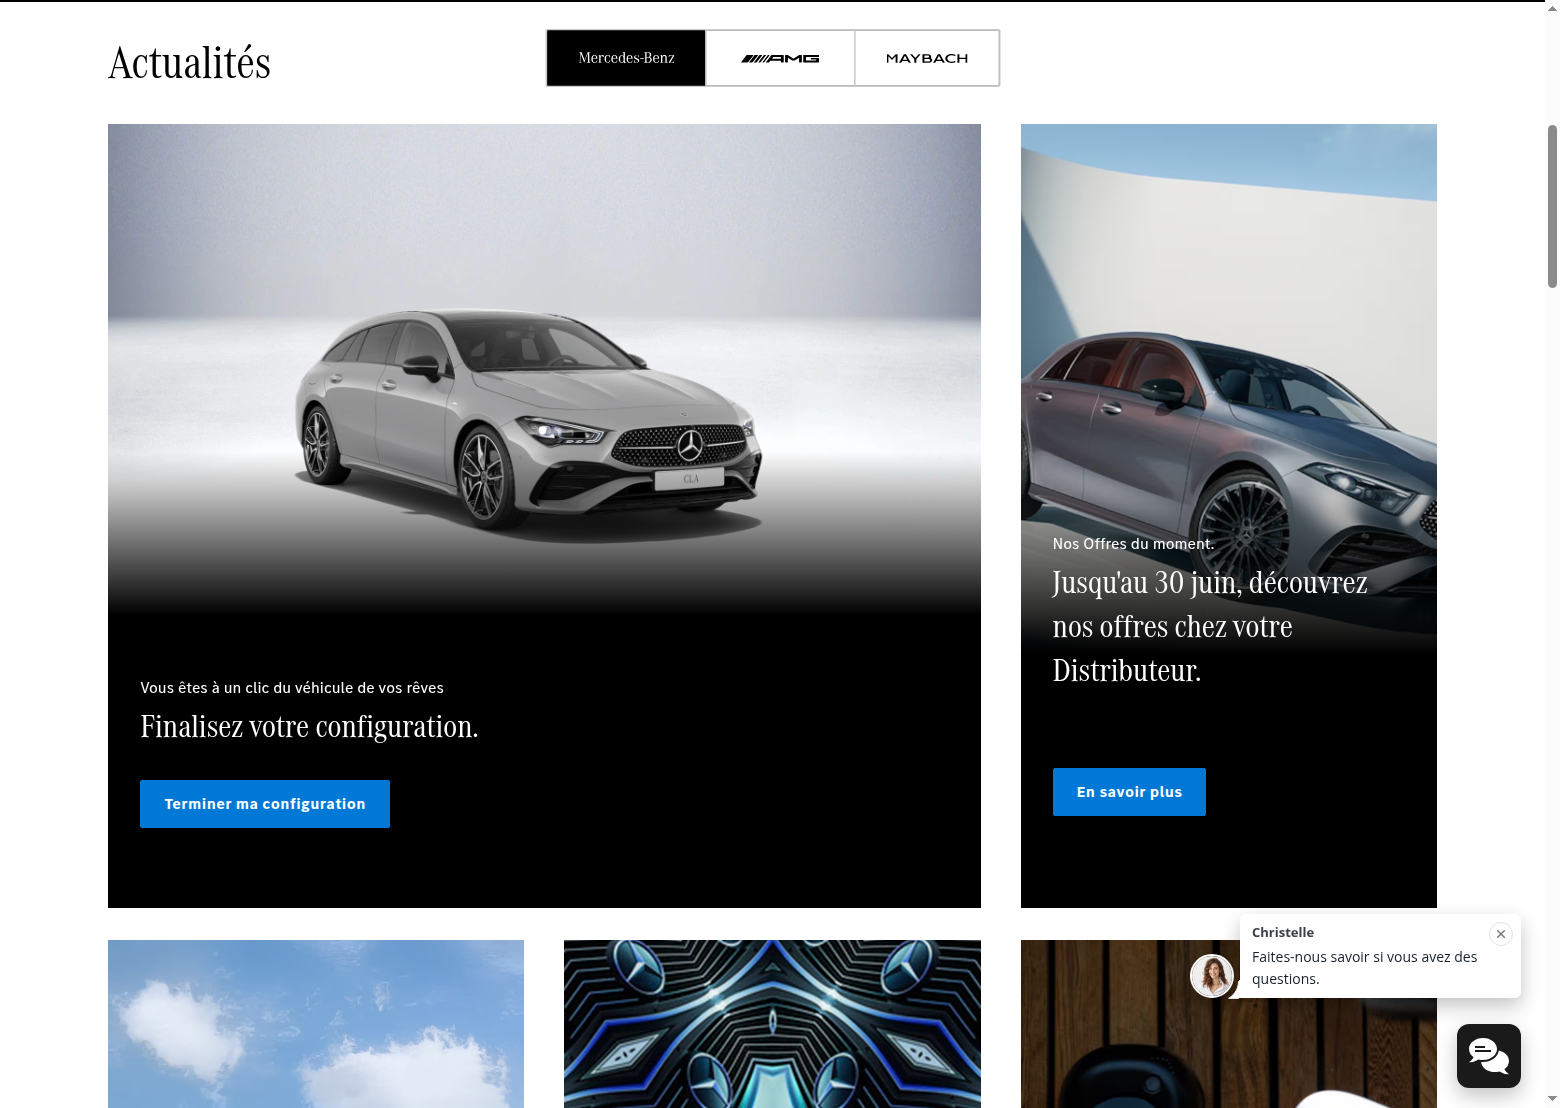 Actualités
Mercedes-Benz
AMG
MAYBACH
CLA
Vous êtes à un clic du véhicule de vos rêves
Finalisez votre configuration.
Terminer ma configuration
Nos Offres du moment.
Jusqu'au 30 juin, découvrez
nos offres chez votre
Distributeur.
En savoir plus
Christelle
Faites-nous savoir si vous avez des
questions.